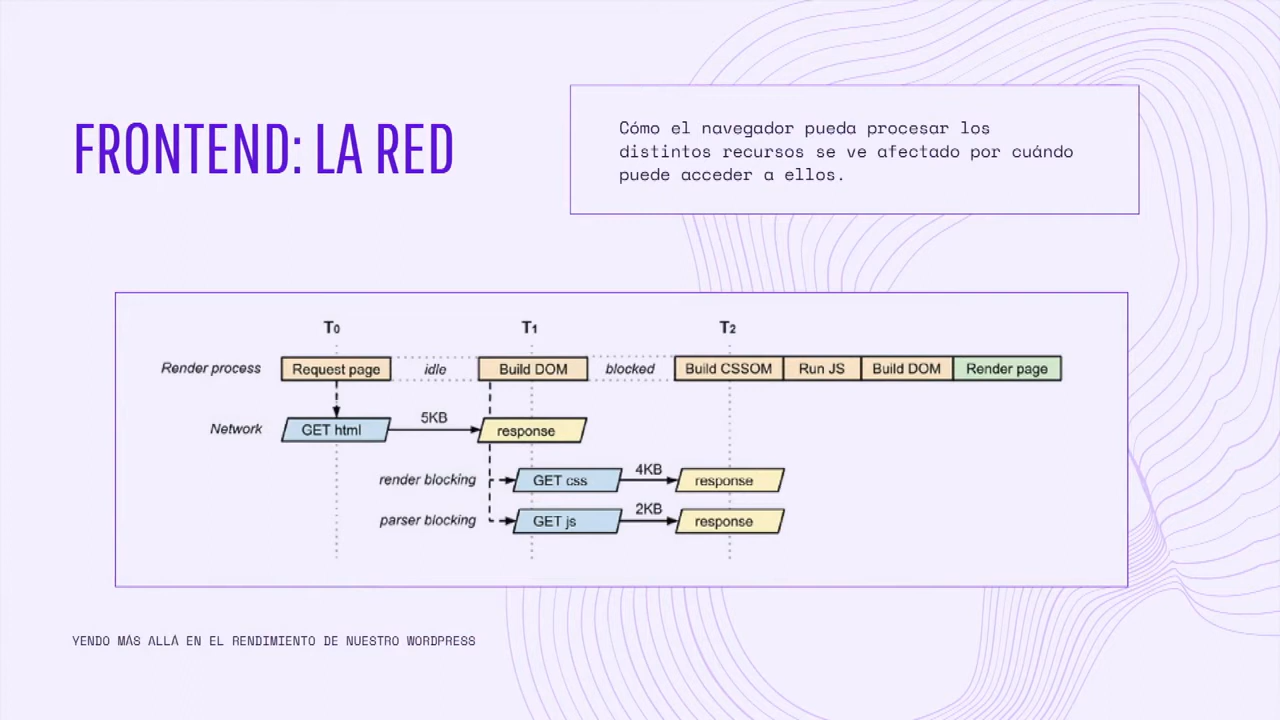 FRONTEND: LA RED
Cómo el navegador pueda procesar los
distintos recursos se ve afectado por cuándo
puede acceder a ellos.
T0 T1 T2
Render process Request page idle Build DOM blocked Build CSSOM Run JS Build DOM Render page
Network GET html 5KB response
render blocking GET css 4KB response
parser blocking GET js 2KB response
YENDO MÁS ALLÁ EN EL RENDIMIENTO DE NUESTRO WORDPRESS